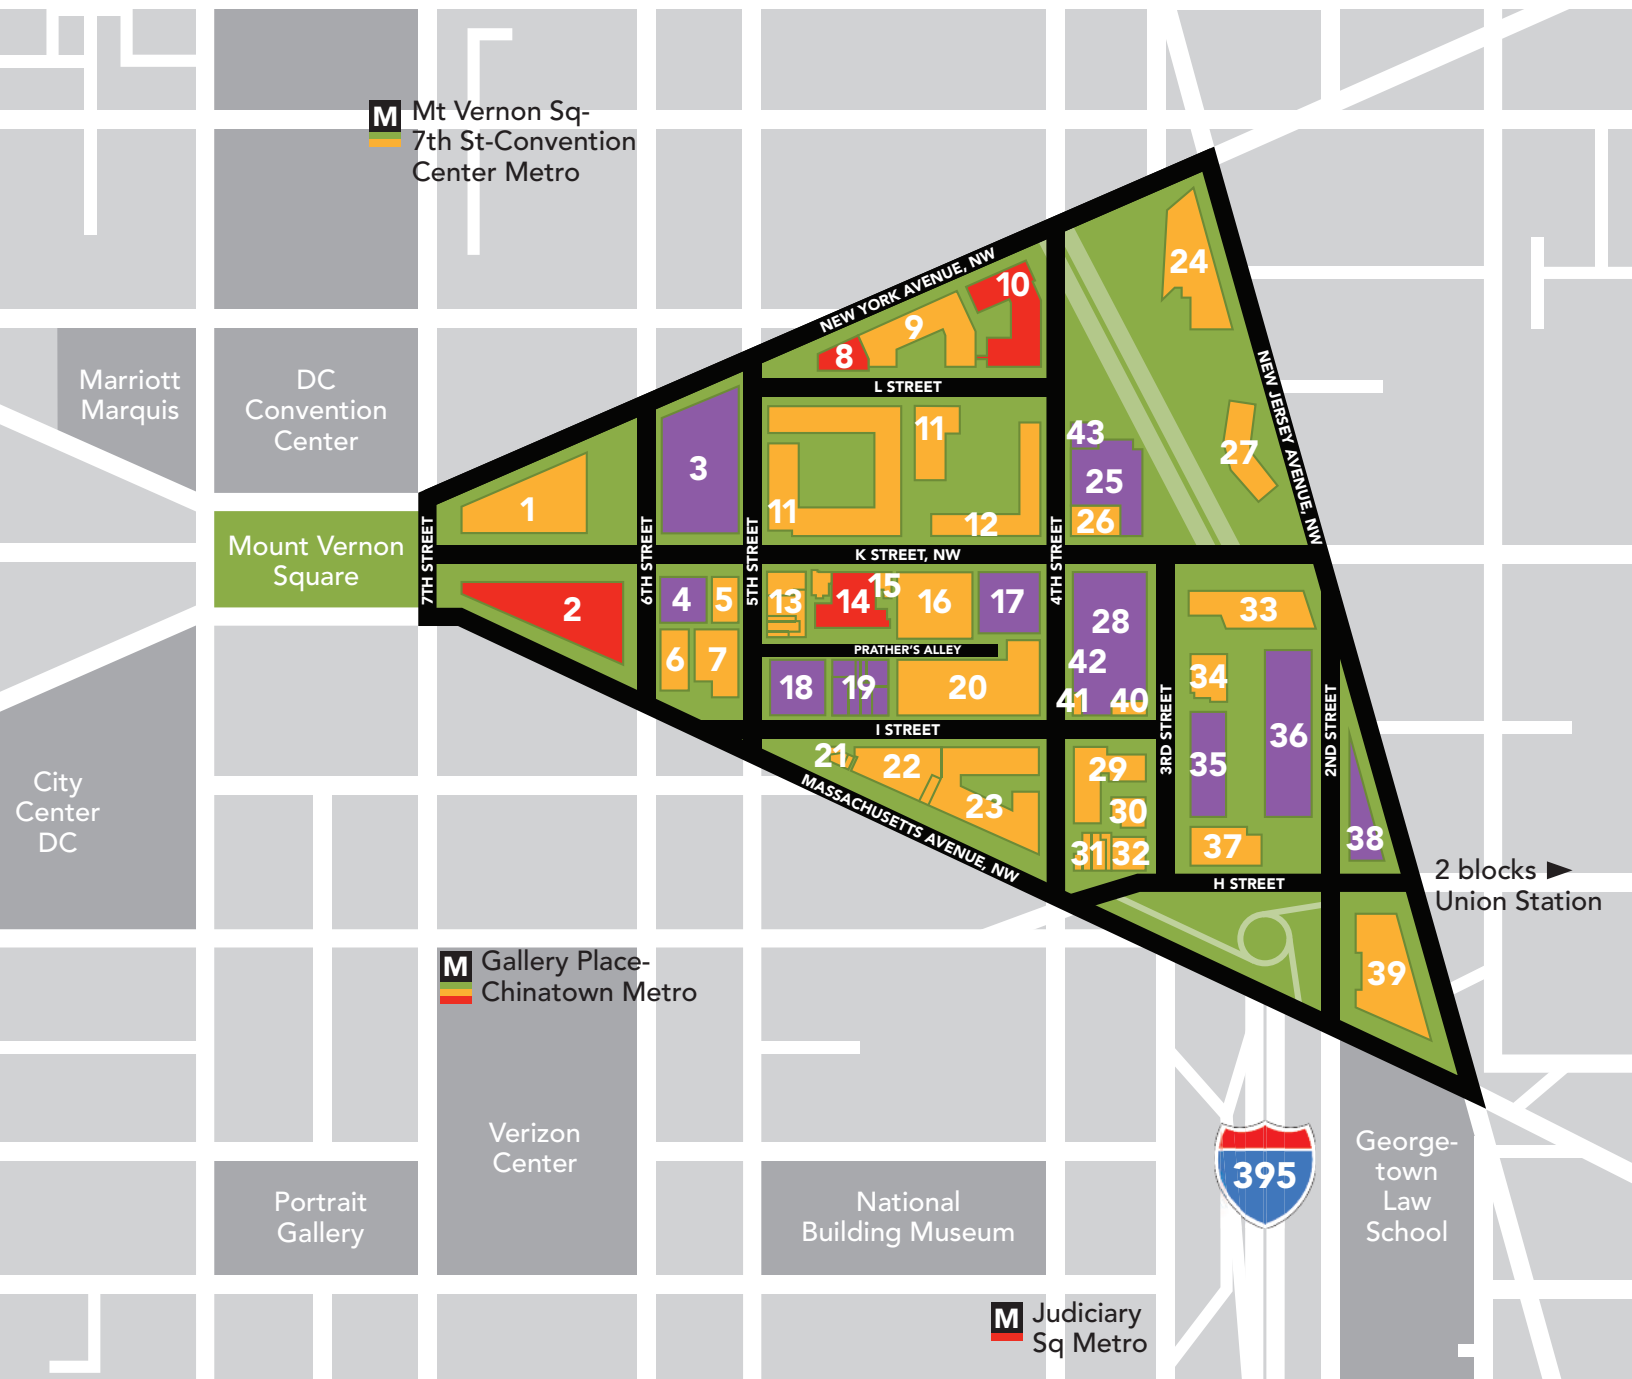 M
Mt Vernon Sq-
7th St-Convention
Center Metro
24
NEW YORK AVENUE, NW
10
9
8
L STREET
NEW JERSEY AVENUE, NW
Marriott
Marquis
DC
Convention
Center
3
11
43
27
25
1
11
12
26
Mount Vernon
Square
7TH STREET
6TH STREET
5TH STREET
K STREET, NW
4TH STREET
2
4
5
13
14
15
16
17
28
33
6
7
PRATHER'S ALLEY
42
34
18
19
20
41
40
3RD STREET
2ND STREET
I STREET
36
35
21
22
29
23
30
MASSACHUSETTS AVENUE, NW
31
32
37
38
H STREET
City
Center
DC
2 blocks ►
Union Station
39
M
Gallery Place-
Chinatown Metro
Verizon
Center
395
George-
town
Law
School
Portrait
Gallery
National
Building Museum
M
Judiciary
Sq Metro